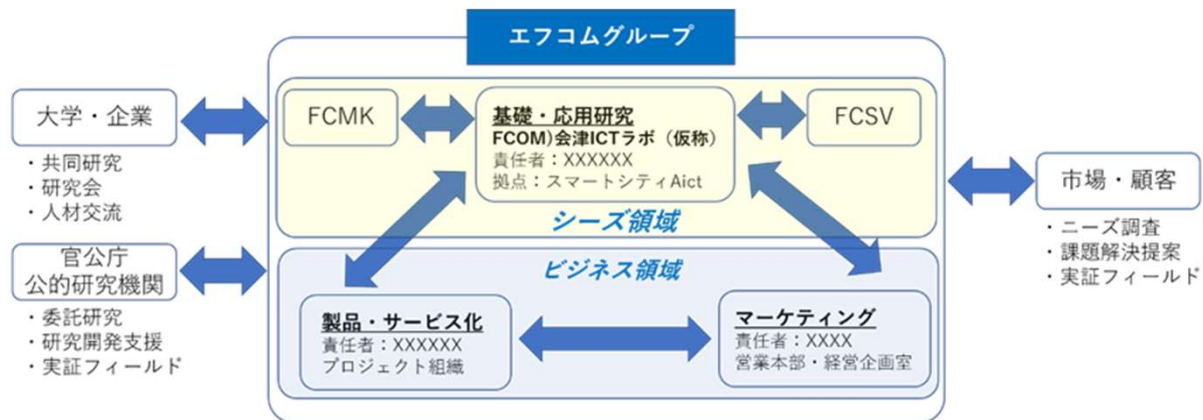 エフコムグループ
大学・企業
・共同研究
・研究会
・人材交流
官公庁
公的研究機関
・委託研究
・研究開発支援
・実証フィールド
FCMK
基礎・応用研究
FCOM)会津ICTラボ（仮称）
責任者：XXXXXX
拠点：スマートシティAict
FCSV
シーズ領域
ビジネス領域
製品・サービス化
責任者：XXXXXX
プロジェクト組織
マーケティング
責任者：XXXX
営業本部・経営企画室
市場・顧客
・ニーズ調査
・課題解決提案
・実証フィールド